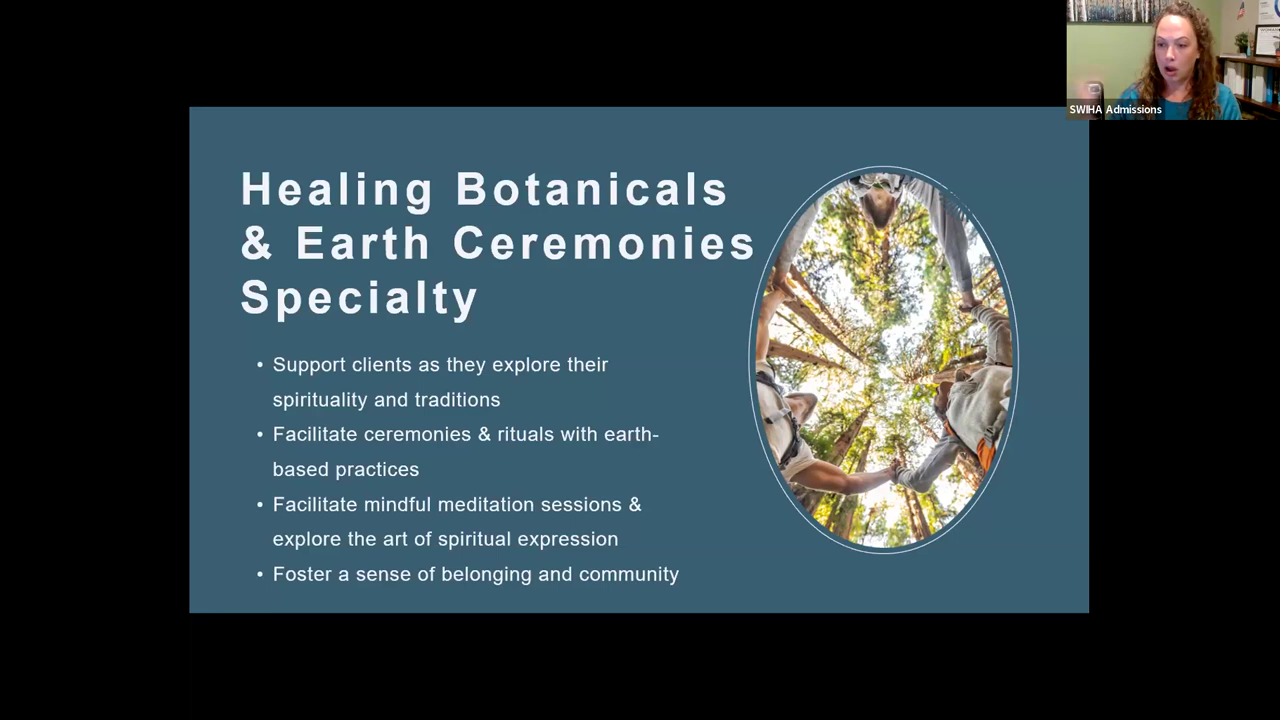 SWIHA Admissions
Healing Botanicals
& Earth Ceremonies
Specialty
• Support clients as they explore their
spirituality and traditions
• Facilitate ceremonies & rituals with earth-
based practices
• Facilitate mindful meditation sessions &
explore the art of spiritual expression
• Foster a sense of belonging and community